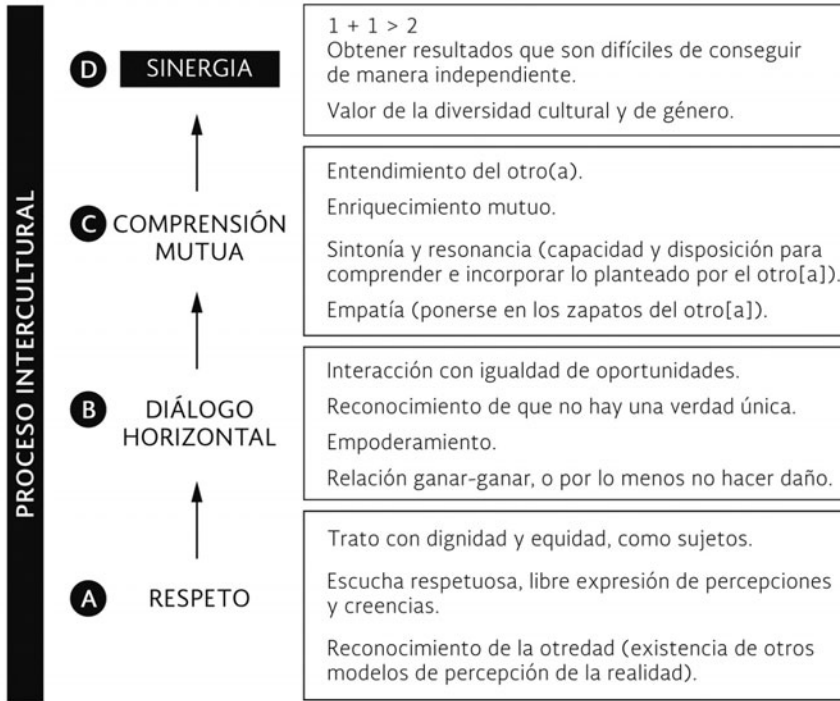 PROCESO INTERCULTURAL
D SINERGIA
1 + 1 > 2
Obtener resultados que son difíciles de conseguir
de manera independiente.
Valor de la diversidad cultural y de género.
C COMPRENSIÓN
MUTUA
Entendimiento del otro(a).
Enriquecimiento mutuo.
Sintonía y resonancia (capacidad y disposición para
comprender e incorporar lo planteado por el otro[a]).
Empatía (ponerse en los zapatos del otro[a]).
B DIÁLOGO
HORIZONTAL
Interacción con igualdad de oportunidades.
Reconocimiento de que no hay una verdad única.
Empoderamiento.
Relación ganar-ganar, o por lo menos no hacer daño.
A RESPETO
Trato con dignidad y equidad, como sujetos.
Escucha respetuosa, libre expresión de percepciones
y creencias.
Reconocimiento de la otredad (existencia de otros
modelos de percepción de la realidad).